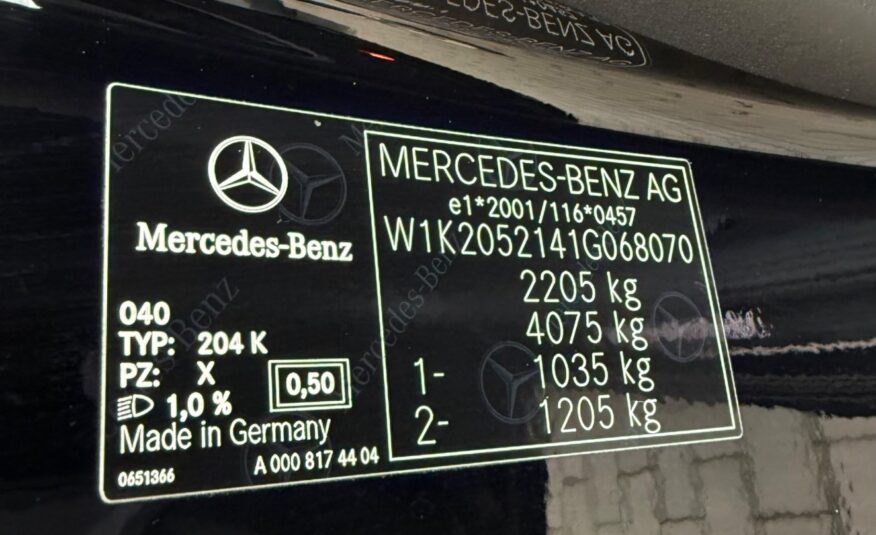 Mercedes-Benz
040
TYP: 204 K
PZ: X
1,0 %
0,50
Made in Germany
0651366
A 000 817 44 04
MERCEDES-BENZ AG
e1*2001/116*0457
W1K2052141G068070
2205 kg
4075 kg
1- 1035 kg
2- 1205 kg